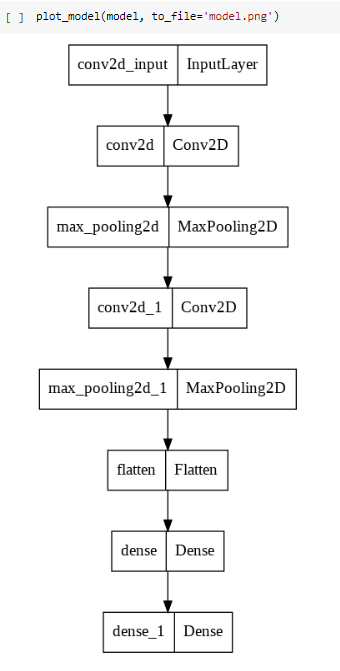 [ ] plot_model(model, to_file='model.png')
conv2d_input InputLayer
conv2d Conv2D
max_pooling2d MaxPooling2D
conv2d_1 Conv2D
max_pooling2d_1 MaxPooling2D
flatten Flatten
dense Dense
dense_1 Dense